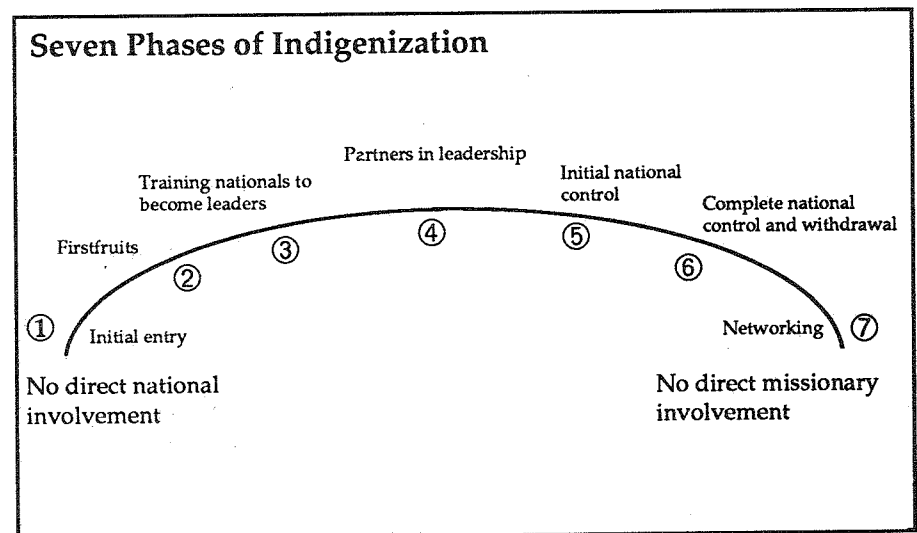 Seven Phases of Indigenization
Partners in leadership
Initial national
control
Training nationals to
become leaders
Complete national
control and withdrawal
Firstfruits
④
⑤
③
②
⑥
①
Initial entry
Networking
⑦
No direct national
involvement
No direct missionary
involvement